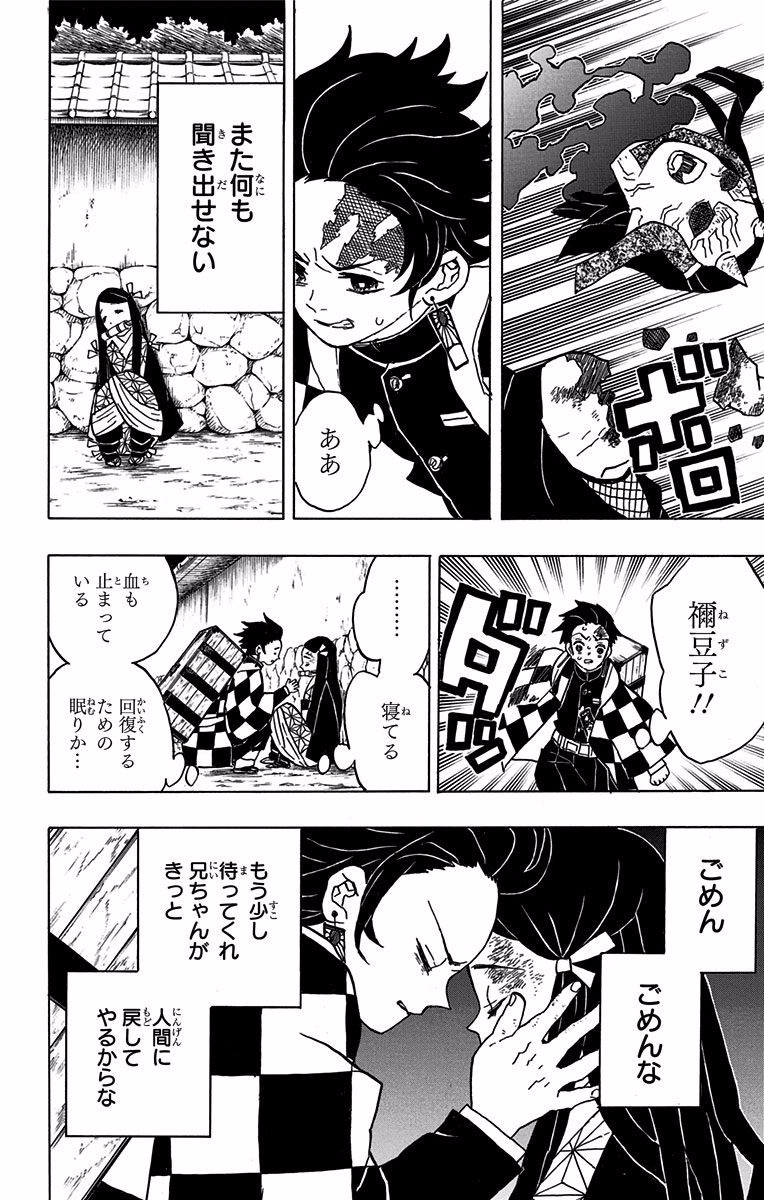 ボロッ
ああ
また何も
聞き出せない
禰豆子!!
ドクン
………
寝てる
血も
止まって
いる
回復する
ための
眠りか…
ごめん
ごめんな
もう少し
待ってくれ
兄ちゃんが
きっと
人間に
戻して
やるからな